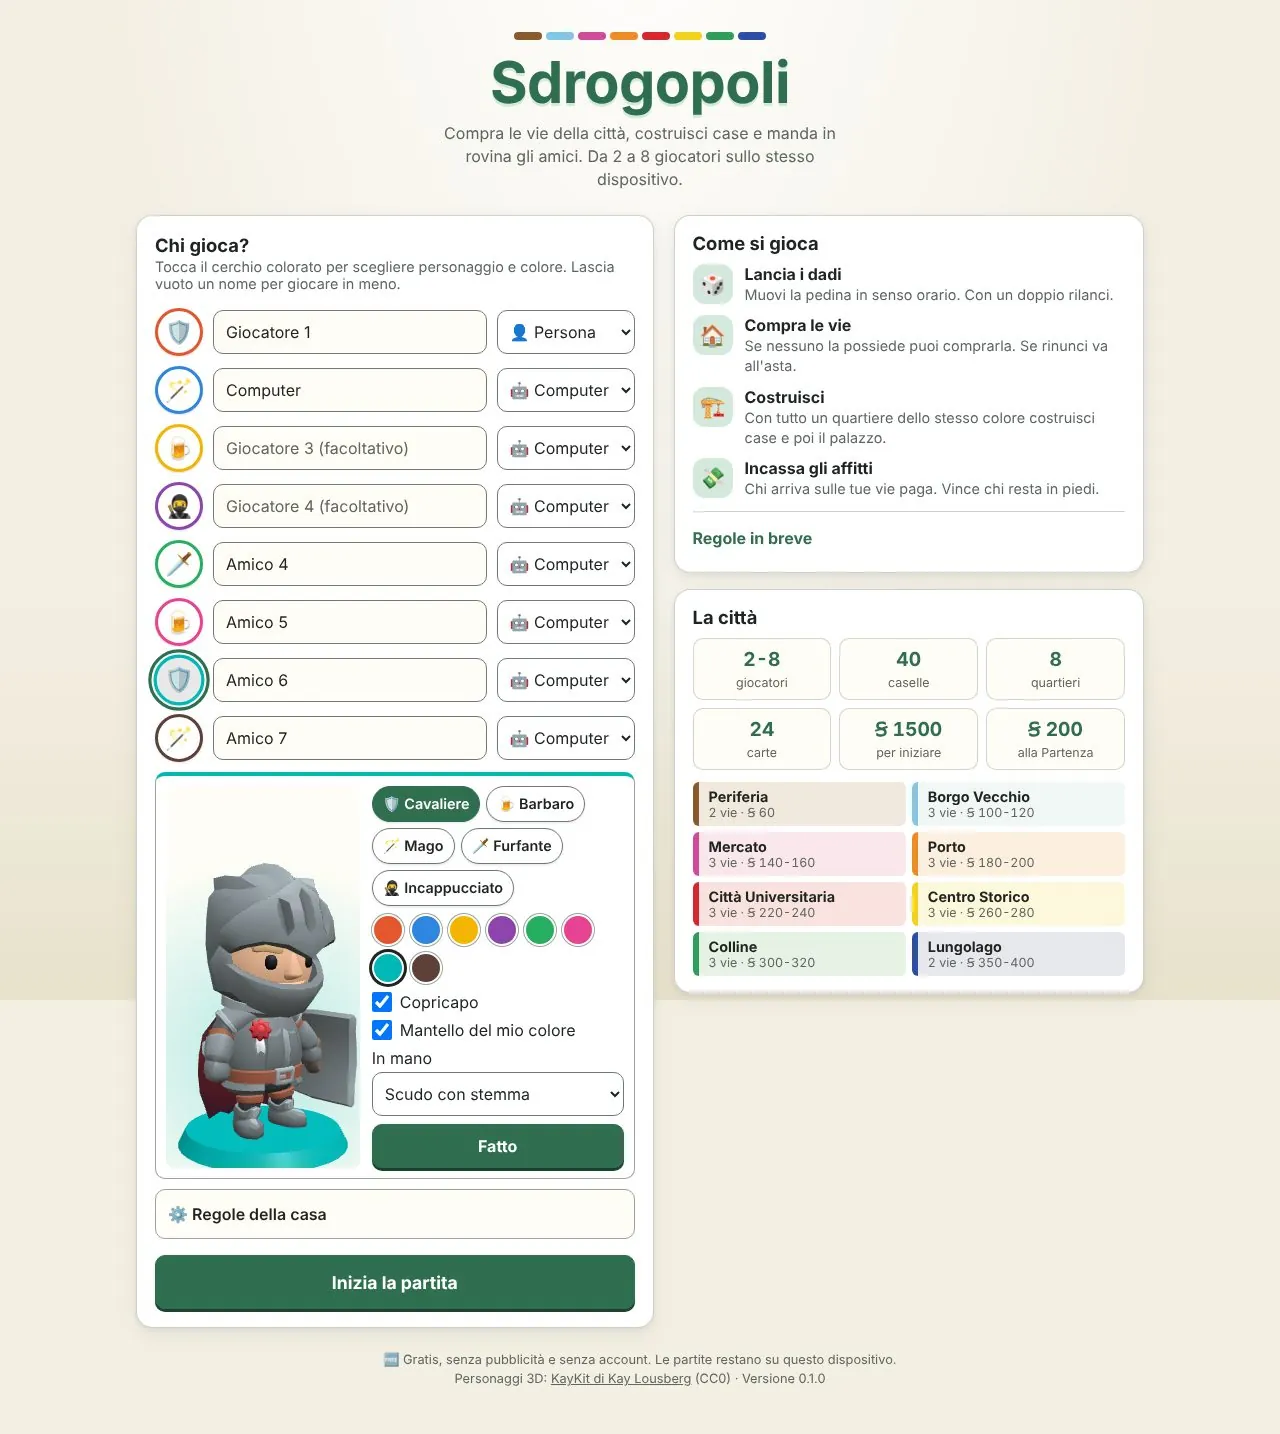 Sdrogopoli
Compra le vie della città, costruisci case e manda in
rovina gli amici. Da 2 a 8 giocatori sullo stesso
dispositivo.
Chi gioca?
Tocca il cerchio colorato per scegliere personaggio e colore. Lascia
vuoto un nome per giocare in meno.
Giocatore 1
Persona
Computer
Computer
Giocatore 3 (facoltativo)
Computer
Giocatore 4 (facoltativo)
Computer
Amico 4
Computer
Amico 5
Computer
Amico 6
Computer
Amico 7
Computer
Cavaliere
Barbaro
Mago
Furfante
Incappucciato
Copricapo
Mantello del mio colore
In mano
Scudo con stemma
Fatto
Regole della casa
Inizia la partita
Come si gioca
Lancia i dadi
Muovi la pedina in senso orario. Con un doppio rilanci.
Compra le vie
Se nessuno la possiede puoi comprarla. Se rinunci va
all'asta.
Costruisci
Con tutto un quartiere dello stesso colore costruisci
case e poi il palazzo.
Incassa gli affitti
Chi arriva sulle tue vie paga. Vince chi resta in piedi.
Regole in breve
La città
2-8
giocatori
40
caselle
8
quartieri
24
carte
S̶ 1500
per iniziare
S̶ 200
alla Partenza
Periferia
2 vie · S̶ 60
Borgo Vecchio
3 vie · S̶ 100-120
Mercato
3 vie · S̶ 140-160
Porto
3 vie · S̶ 180-200
Città Universitaria
3 vie · S̶ 220-240
Centro Storico
3 vie · S̶ 260-280
Colline
3 vie · S̶ 300-320
Lungolago
2 vie · S̶ 350-400
🆓 Gratis, senza pubblicità e senza account. Le partite restano su questo dispositivo.
Personaggi 3D: KayKit di Kay Lousberg (CC0) · Versione 0.1.0